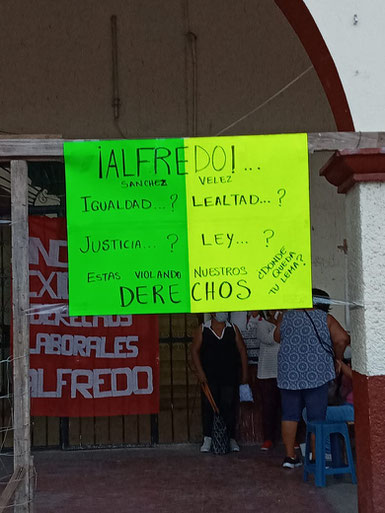 ¡ALFREDO!...
SANCHEZ VELEZ
IGUALDAD...? LEALTAD...?
JUSTICIA...? LEY...?
ESTAS VIOLANDO NUESTROS
DERECHOS
¿DONDE
QUEDA
TU LEMA?
LABORALES
ALFREDO